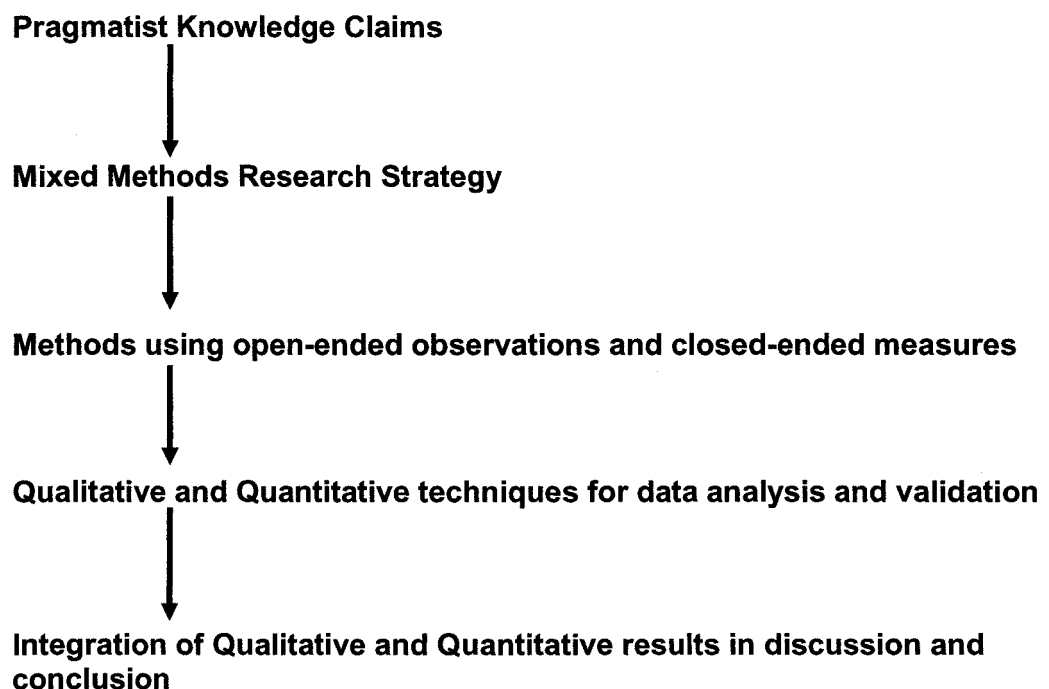 Pragmatist Knowledge Claims
Mixed Methods Research Strategy
Methods using open-ended observations and closed-ended measures
Qualitative and Quantitative techniques for data analysis and validation
Integration of Qualitative and Quantitative results in discussion and
conclusion